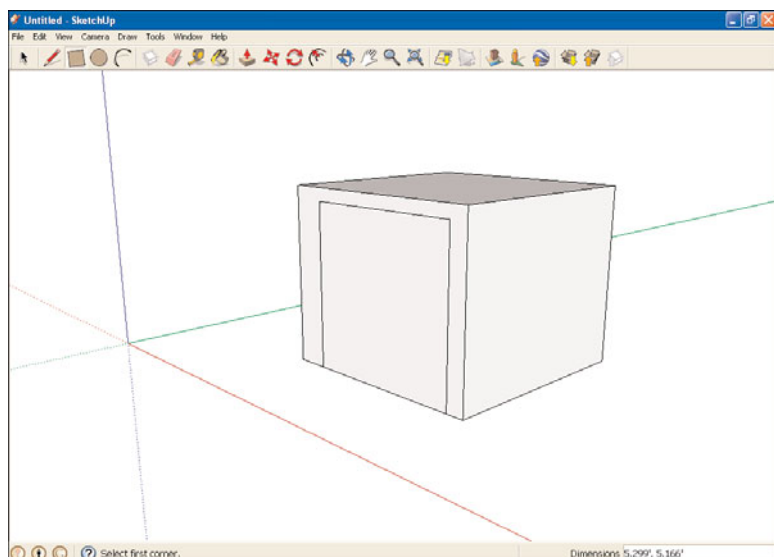 Untitled - SketchUp
File Edit View Camera Draw Tools Window Help
Select first corner. Dimensions 5.299', 5.166'